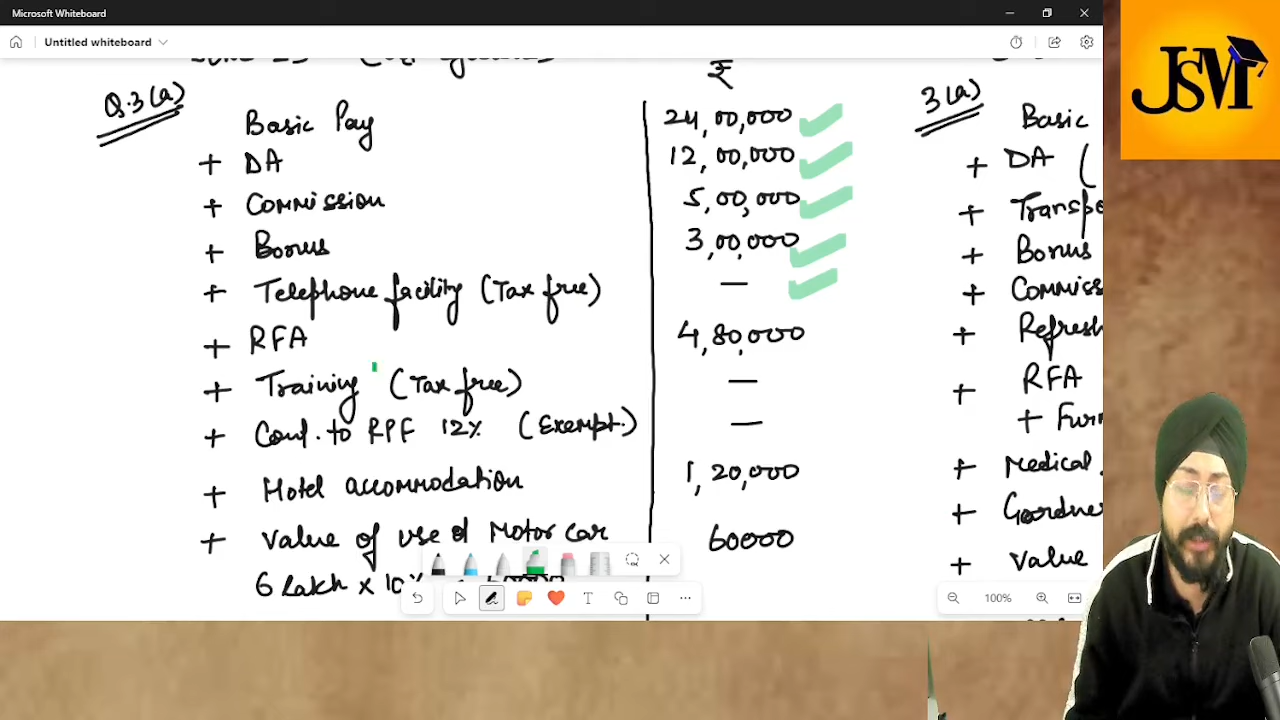 Microsoft Whiteboard
Untitled whiteboard
₹
Q.3(a)
Basic Pay 24,00,000
+ DA 12,00,000
+ Commission 5,00,000
+ Bonus 3,00,000
+ Telephone facility (Tax free) —
+ RFA 4,80,000
+ Training (Tax free) —
+ Cont. to RPF 12% (Exempt.) —
+ Hotel accommodation 1,20,000
+ Value of use of Motor car 60000
6 Lakh × 10%
3(a)
Basic
+ DA (
+ Transpo
+ Bonus
+ Commiss
+ Refresh
+ RFA
+ Furn
+ Medical
+ Gardner
+ Value
100%
JSM